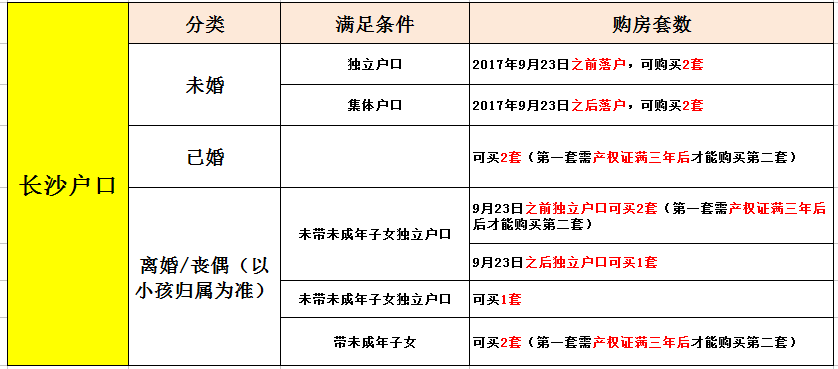 分类
满足条件
购房套数
长沙户口
未婚
独立户口
2017年9月23日之前落户，可购买2套
集体户口
2017年9月23日之后落户，可购买2套
已婚
可买2套（第一套需产权证满三年后才能购买第二套）
离婚/丧偶（以
小孩归属为准）
未带未成年子女独立户口
9月23日之前独立户口可买2套（第一套需产权证满三年后
后才能购买第二套）
9月23日之后独立户口可买1套
未带未成年子女独立户口
可买1套
带未成年子女
可买2套（第一套需产权证满三年后才能购买第二套）